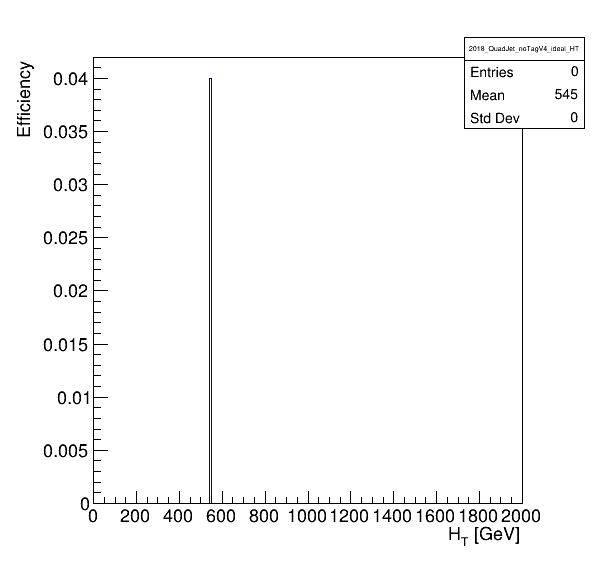 2018_QuadJet_noTagV4_ideal_HT
Entries 0
Mean 545
Std Dev 0
Efficiency
0.04
0.035
0.03
0.025
0.02
0.015
0.01
0.005
0
0 200 400 600 800 1000 1200 1400 1600 1800 2000
H_T [GeV]